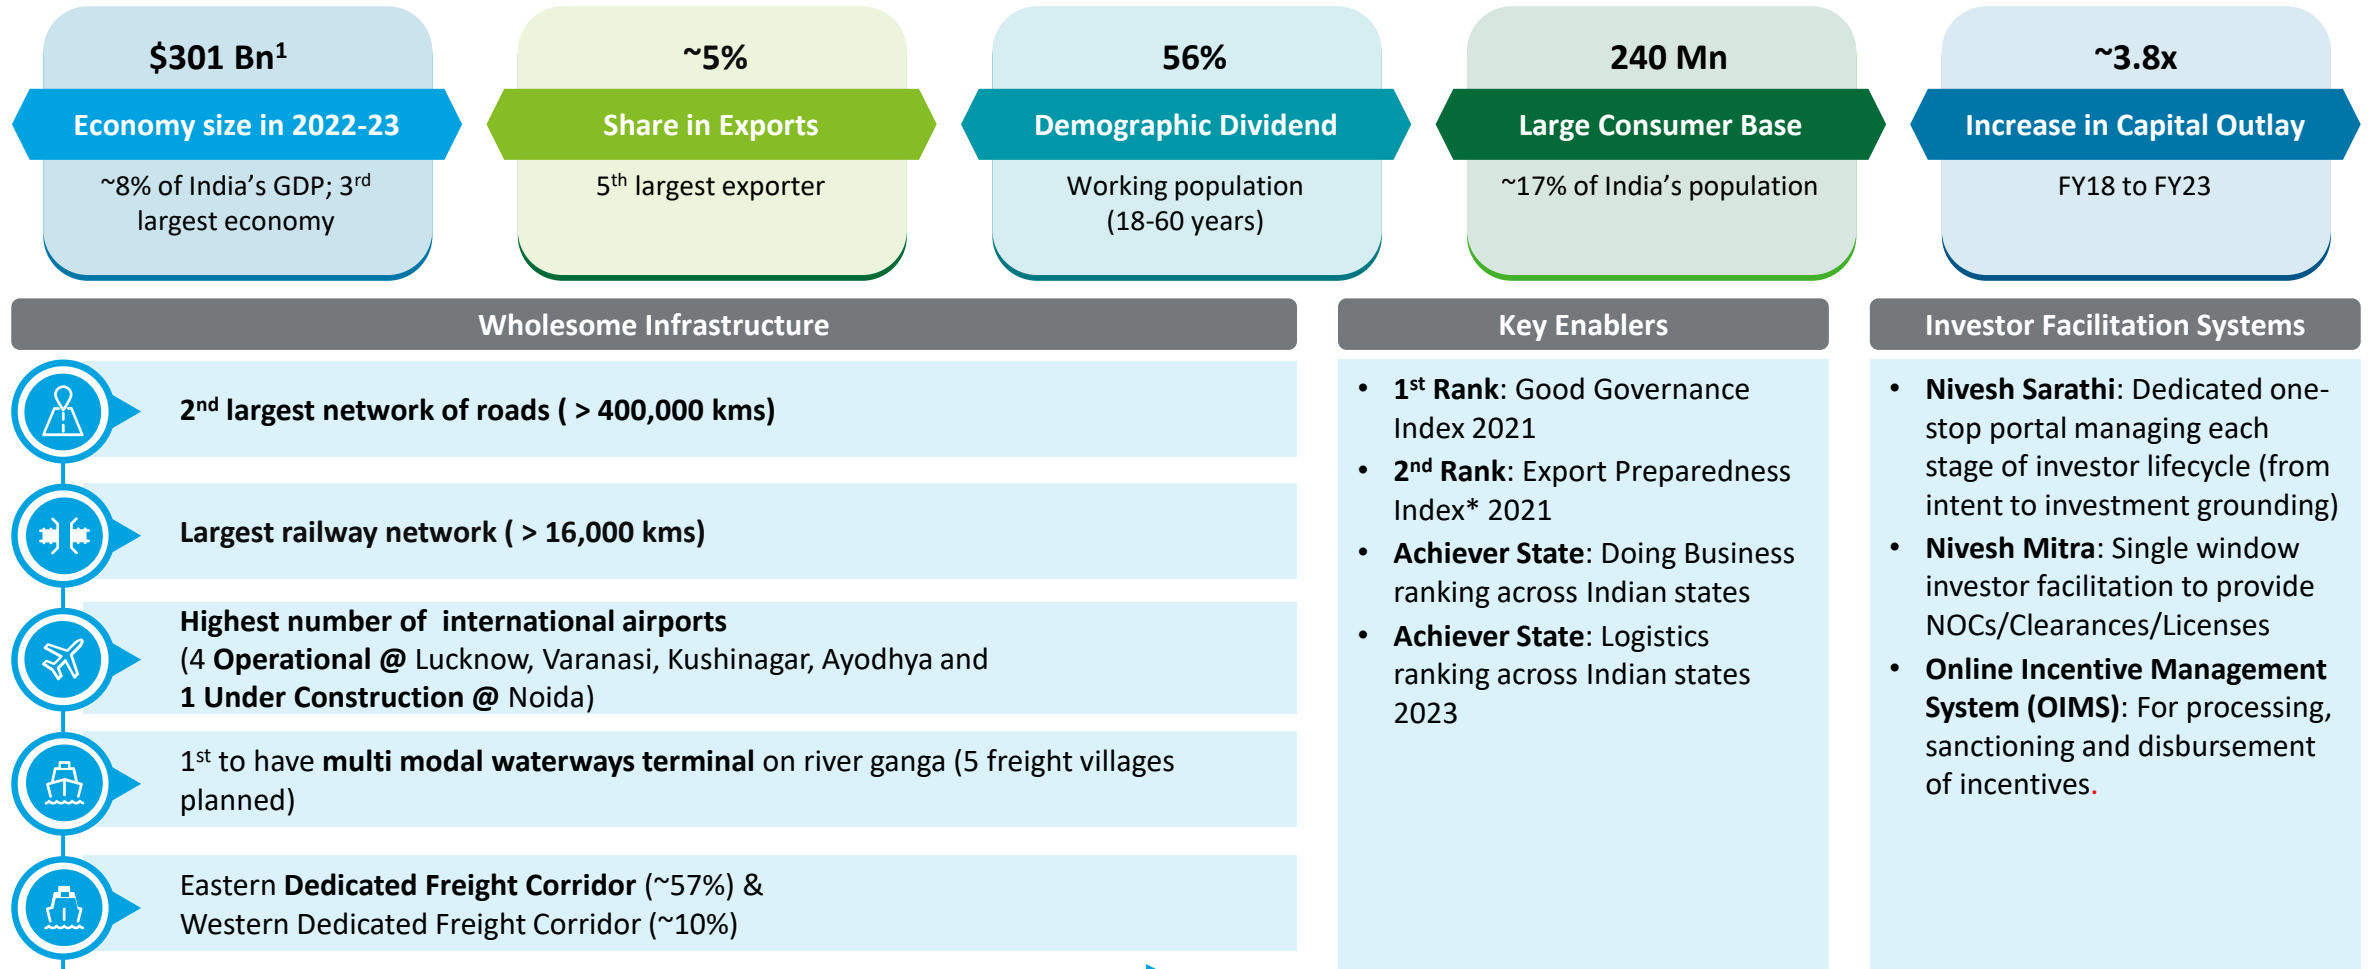 $301 Bn¹
Economy size in 2022-23
~8% of India’s GDP; 3rd
largest economy
~5%
Share in Exports
5th largest exporter
56%
Demographic Dividend
Working population
(18-60 years)
240 Mn
Large Consumer Base
~17% of India’s population
~3.8x
Increase in Capital Outlay
FY18 to FY23
Wholesome Infrastructure
2nd largest network of roads ( > 400,000 kms)
Largest railway network ( > 16,000 kms)
Highest number of  international airports
(4 Operational @ Lucknow, Varanasi, Kushinagar, Ayodhya and
1 Under Construction @ Noida)
1st to have multi modal waterways terminal on river ganga (5 freight villages
planned)
Eastern Dedicated Freight Corridor (~57%) &
Western Dedicated Freight Corridor (~10%)
Key Enablers
• 1st Rank: Good Governance
Index 2021
• 2nd Rank: Export Preparedness
Index* 2021
• Achiever State: Doing Business
ranking across Indian states
• Achiever State: Logistics
ranking across Indian states
2023
Investor Facilitation Systems
• Nivesh Sarathi: Dedicated one-
stop portal managing each
stage of investor lifecycle (from
intent to investment grounding)
• Nivesh Mitra: Single window
investor facilitation to provide
NOCs/Clearances/Licenses
• Online Incentive Management
System (OIMS): For processing,
sanctioning and disbursement
of incentives.